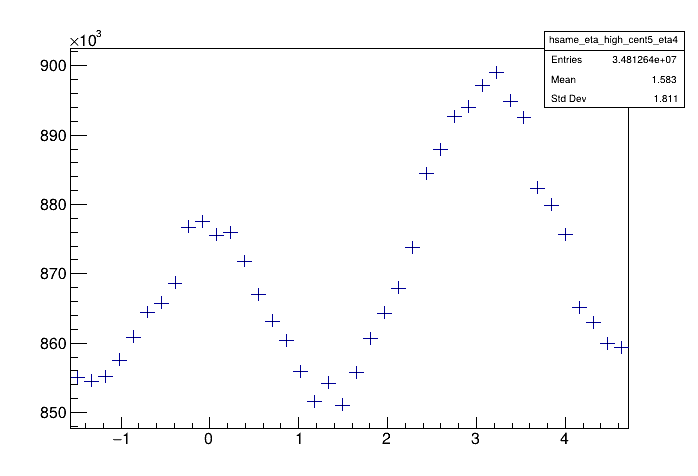 ×10³
hsame_eta_high_cent5_eta4
Entries 3.481264e+07
Mean 1.583
Std Dev 1.811
900
890
880
870
860
850
−1 0 1 2 3 4